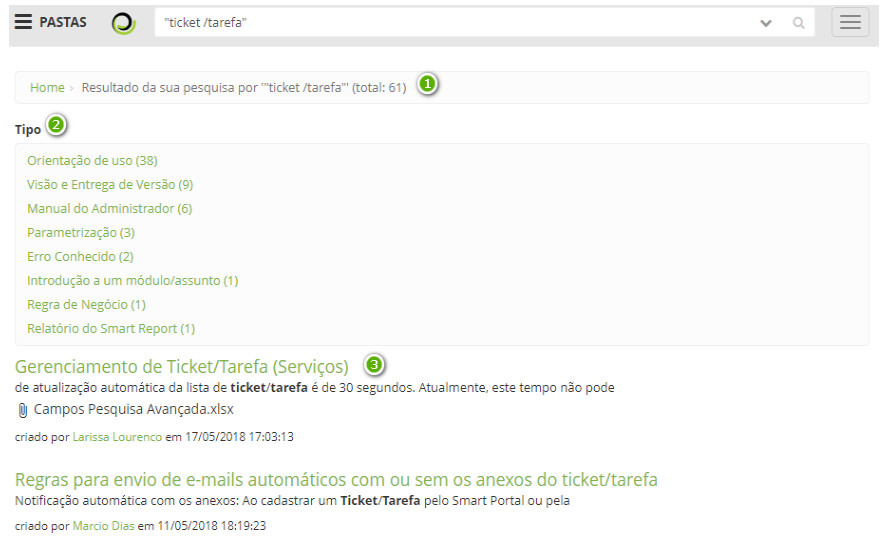 PASTAS "ticket /tarefa"
Home › Resultado da sua pesquisa por '"ticket /tarefa"' (total: 61) 1
Tipo 2
Orientação de uso (38)
Visão e Entrega de Versão (9)
Manual do Administrador (6)
Parametrização (3)
Erro Conhecido (2)
Introdução a um módulo/assunto (1)
Regra de Negócio (1)
Relatório do Smart Report (1)
Gerenciamento de Ticket/Tarefa (Serviços) 3
de atualização automática da lista de ticket/tarefa é de 30 segundos. Atualmente, este tempo não pode
Campos Pesquisa Avançada.xlsx
criado por Larissa Lourenco em 17/05/2018 17:03:13
Regras para envio de e-mails automáticos com ou sem os anexos do ticket/tarefa
Notificação automática com os anexos: Ao cadastrar um Ticket/Tarefa pelo Smart Portal ou pela
criado por Marcio Dias em 11/05/2018 18:19:23